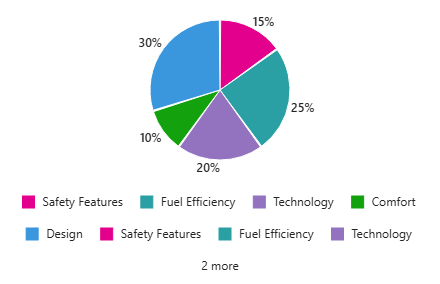 15%
30%
25%
10%
20%
Safety Features Fuel Efficiency Technology Comfort
Design Safety Features Fuel Efficiency Technology
2 more